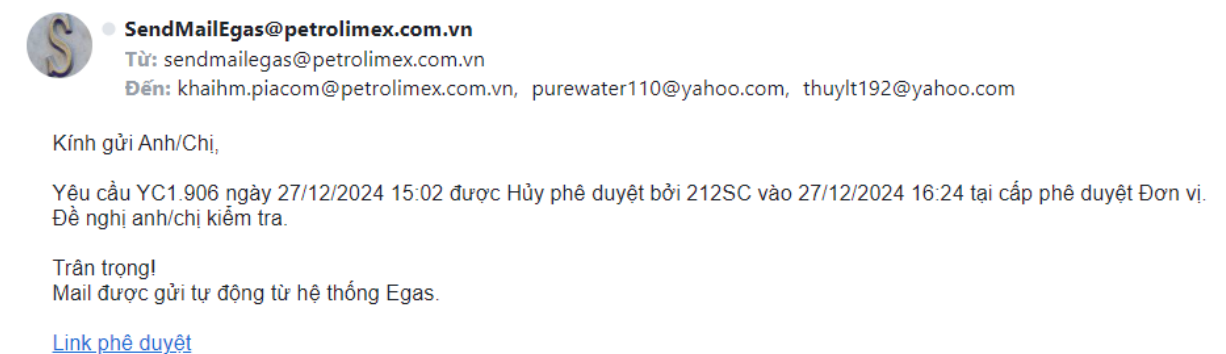 SendMailEgas@petrolimex.com.vn
Từ: sendmailegas@petrolimex.com.vn
Đến: khaihm.piacom@petrolimex.com.vn, purewater110@yahoo.com, thuylt192@yahoo.com
Kính gửi Anh/Chị,
Yêu cầu YC1.906 ngày 27/12/2024 15:02 được Hủy phê duyệt bởi 212SC vào 27/12/2024 16:24 tại cấp phê duyệt Đơn vị.
Đề nghị anh/chị kiểm tra.
Trân trọng!
Mail được gửi tự động từ hệ thống Egas.
Link phê duyệt